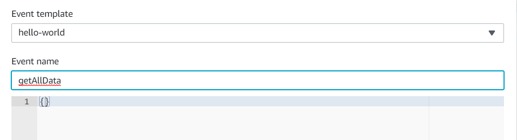 Event template
hello-world
Event name
getAllData
1 {}